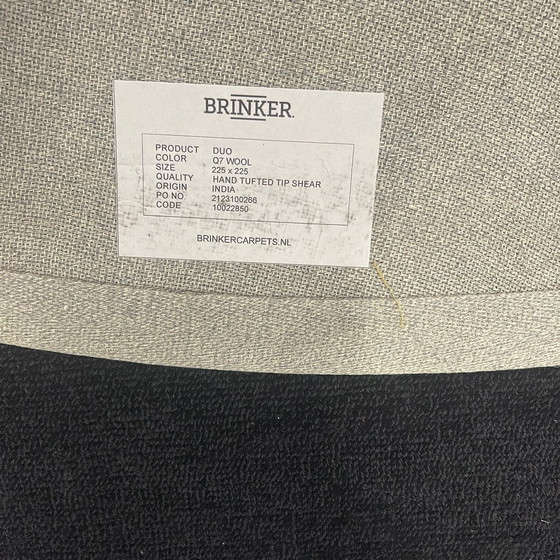 BRINKER.
PRODUCT DUO
COLOR Q7 WOOL
SIZE 225 x 225
QUALITY HAND TUFTED TIP SHEAR
ORIGIN INDIA
PO NO. 2123100266
CODE 10022850
BRINKERCARPETS.NL